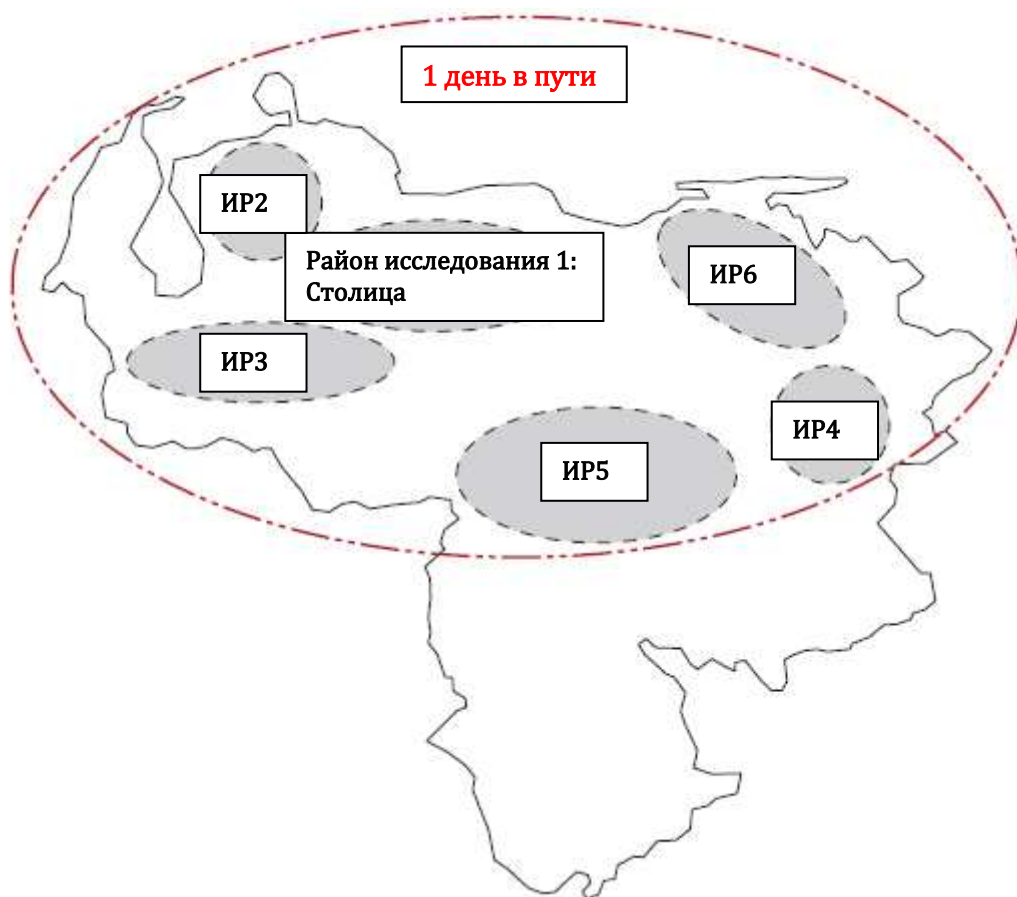 1 день в пути
ИР2
Район исследования 1:
Столица
ИР6
ИР3
ИР4
ИР5